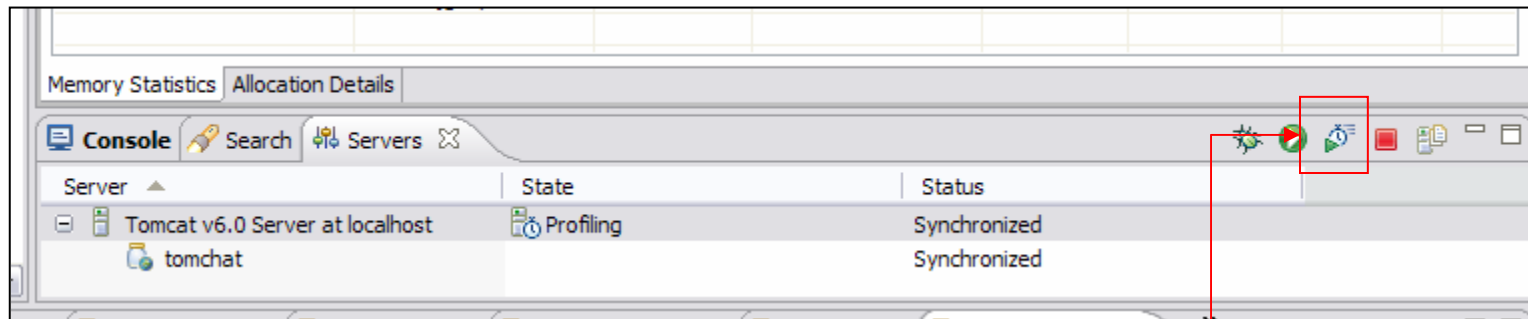 Memory Statistics Allocation Details
Console Search Servers
Server State Status
Tomcat v6.0 Server at localhost Profiling Synchronized
tomchat Synchronized